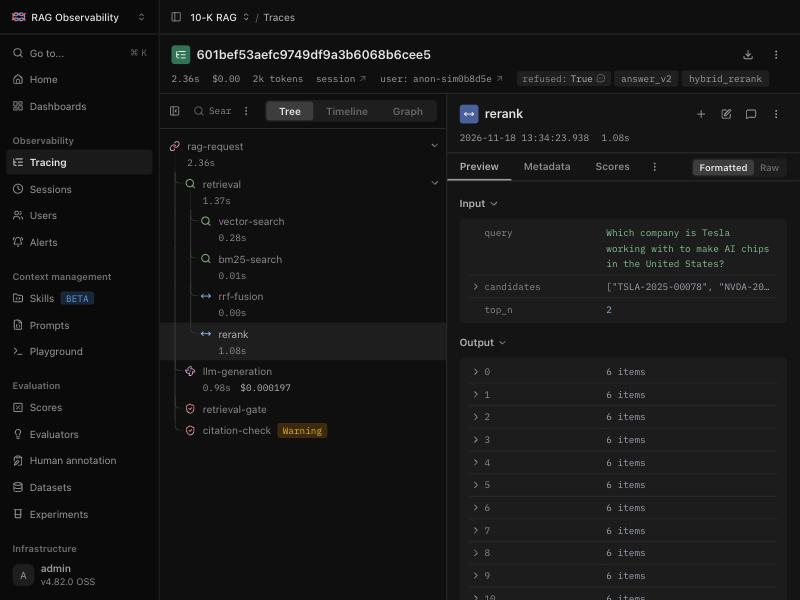 RAG Observability
10-K RAG / Traces
Go to... ⌘ K
Home
Dashboards
Observability
Tracing
Sessions
Users
Alerts
Context management
Skills BETA
Prompts
Playground
Evaluation
Scores
Evaluators
Human annotation
Datasets
Experiments
Infrastructure
A
admin
v4.82.0 OSS
601bef53aefc9749df9a3b6068b6cee5
2.36s $0.00 2k tokens session ↗ user: anon-sim0b8d5e ↗ refused: True answer_v2 hybrid_rerank
Sear
Tree Timeline Graph
rag-request
2.36s
retrieval
1.37s
vector-search
0.28s
bm25-search
0.01s
rrf-fusion
0.00s
rerank
1.08s
llm-generation
0.98s $0.000197
retrieval-gate
citation-check Warning
rerank
2026-11-18 13:34:23.938 1.08s
Preview Metadata Scores Formatted Raw
Input
query Which company is Tesla
working with to make AI chips
in the United States?
candidates ["TSLA-2025-00078", "NVDA-20…
top_n 2
Output
0 6 items
1 6 items
2 6 items
3 6 items
4 6 items
5 6 items
6 6 items
7 6 items
8 6 items
9 6 items
10 6 items